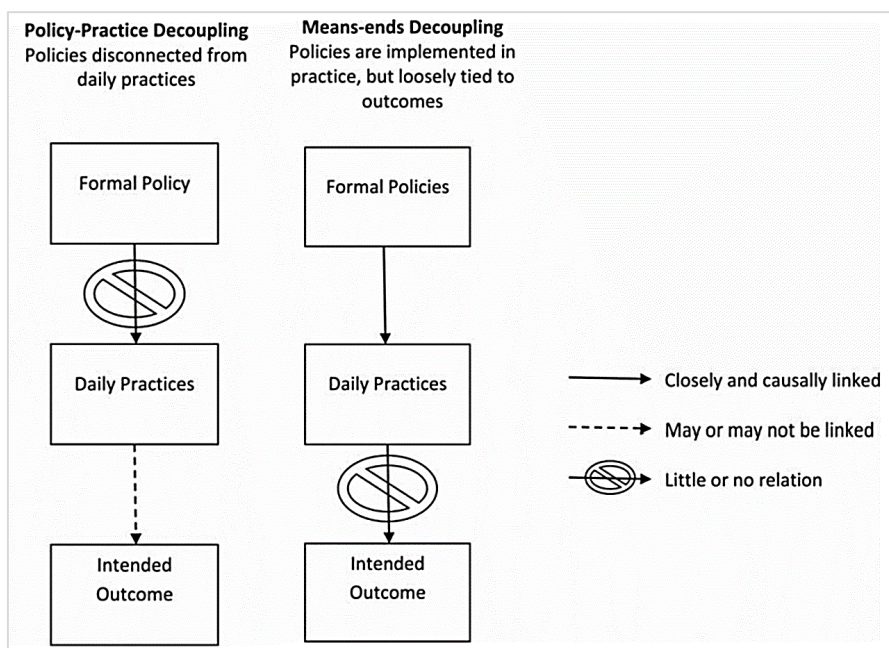 Policy-Practice Decoupling
Policies disconnected from
daily practices
Formal Policy
Daily Practices
Intended
Outcome
Means-ends Decoupling
Policies are implemented in
practice, but loosely tied to
outcomes
Formal Policies
Daily Practices
Intended
Outcome
Closely and causally linked
May or may not be linked
Little or no relation